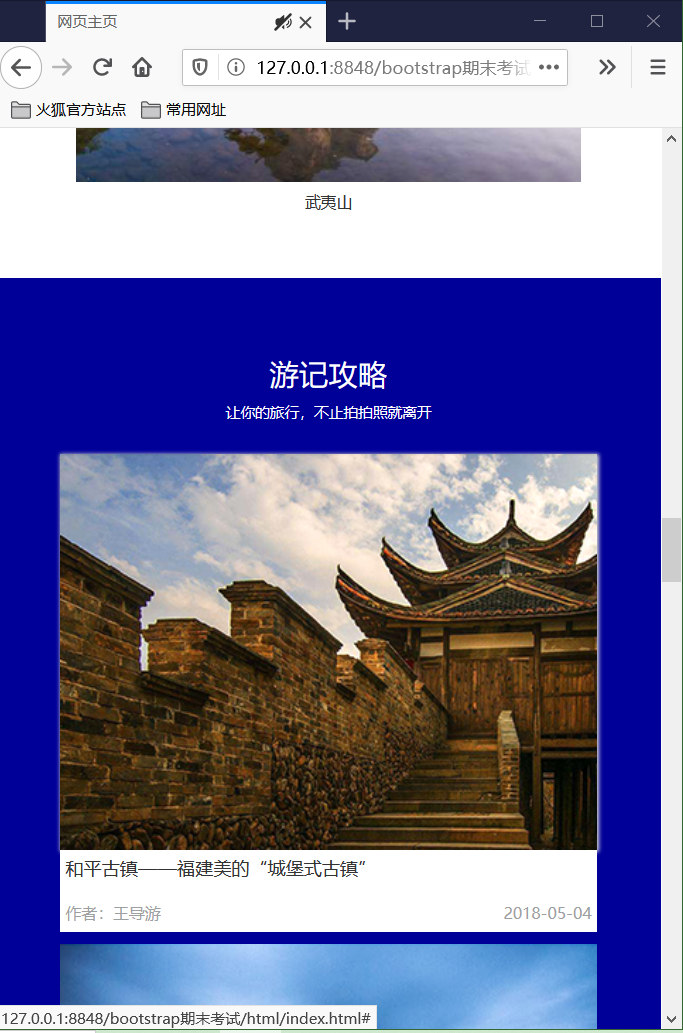 网页主页
127.0.0.1:8848/bootstrap期末考试
火狐官方站点 常用网址
武夷山
游记攻略
让你的旅行，不止拍拍照就离开
和平古镇——福建美的“城堡式古镇”
作者：王导游 2018-05-04
127.0.0.1:8848/bootstrap期末考试/html/index.html#